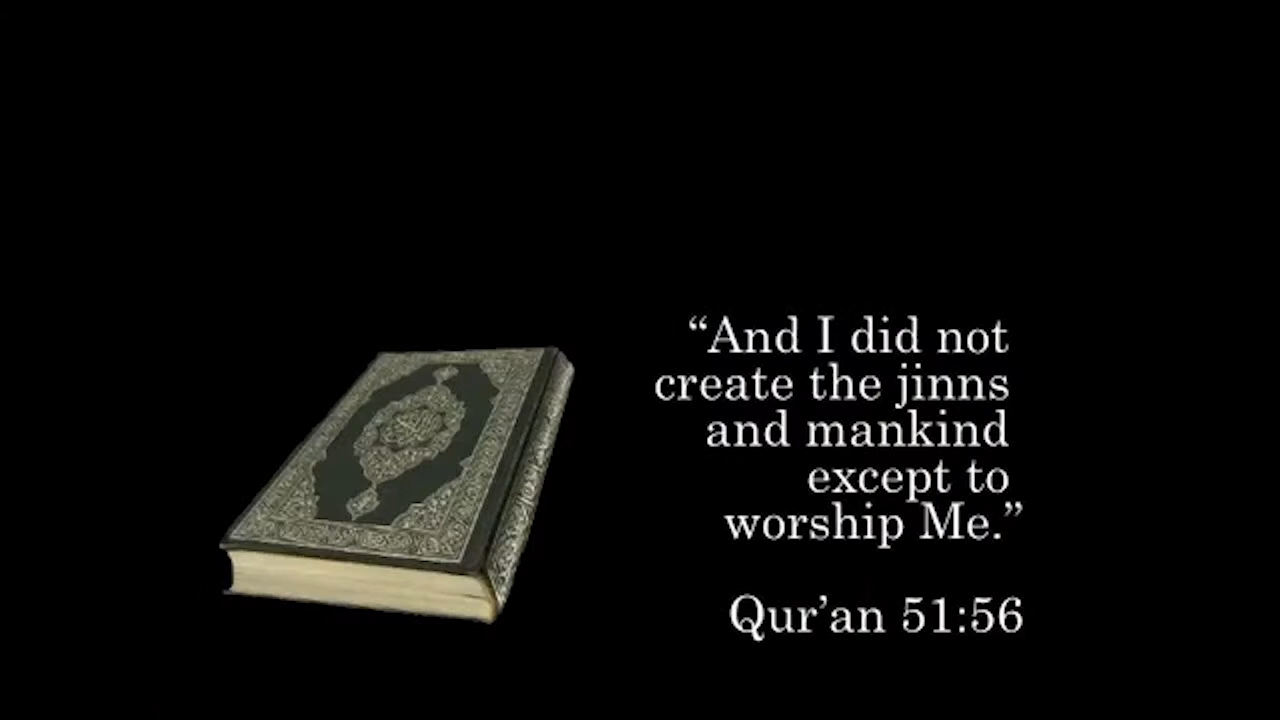 “And I did not
create the jinns
and mankind
except to
worship Me.”
Qur’an 51:56